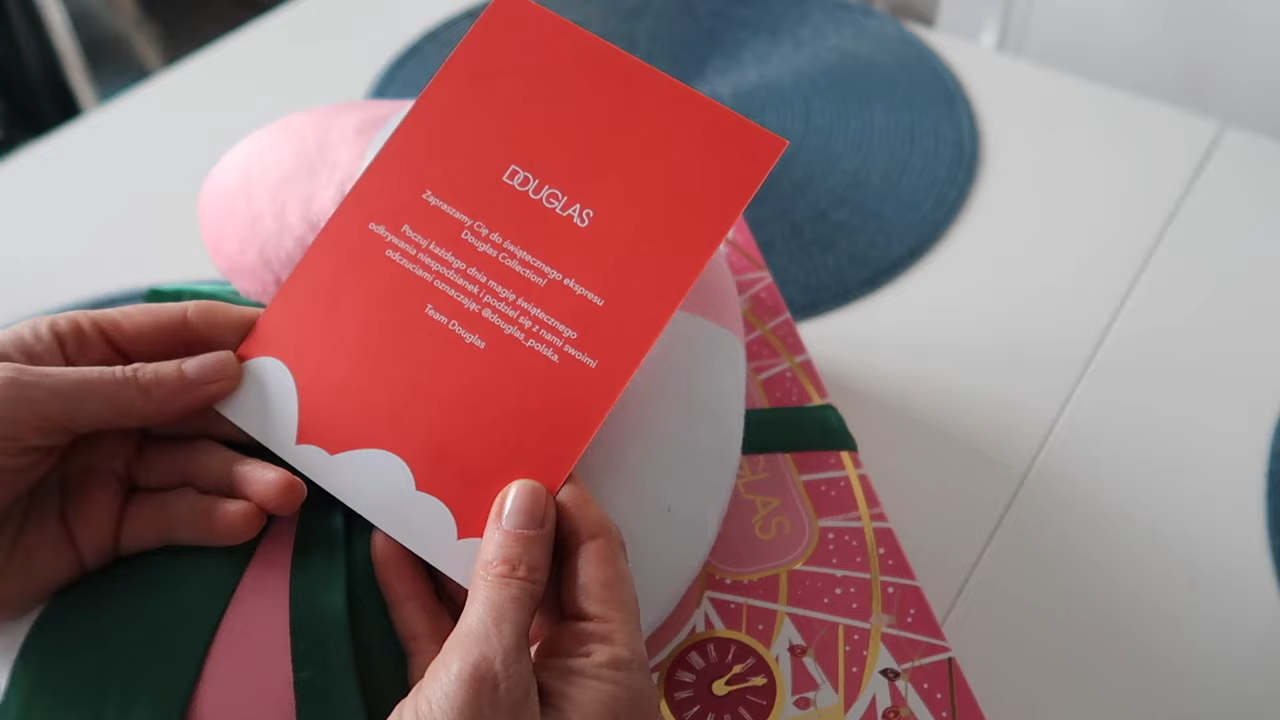 DOUGLAS
Zapraszamy Cię do świątecznego ekspresu
Douglas Collection!
Poczuj każdego dnia magię świątecznego
odkrywania niespodzianek i podziel się z nami swoimi
odczuciami oznaczając @douglas_polska.
Team Douglas
GLAS